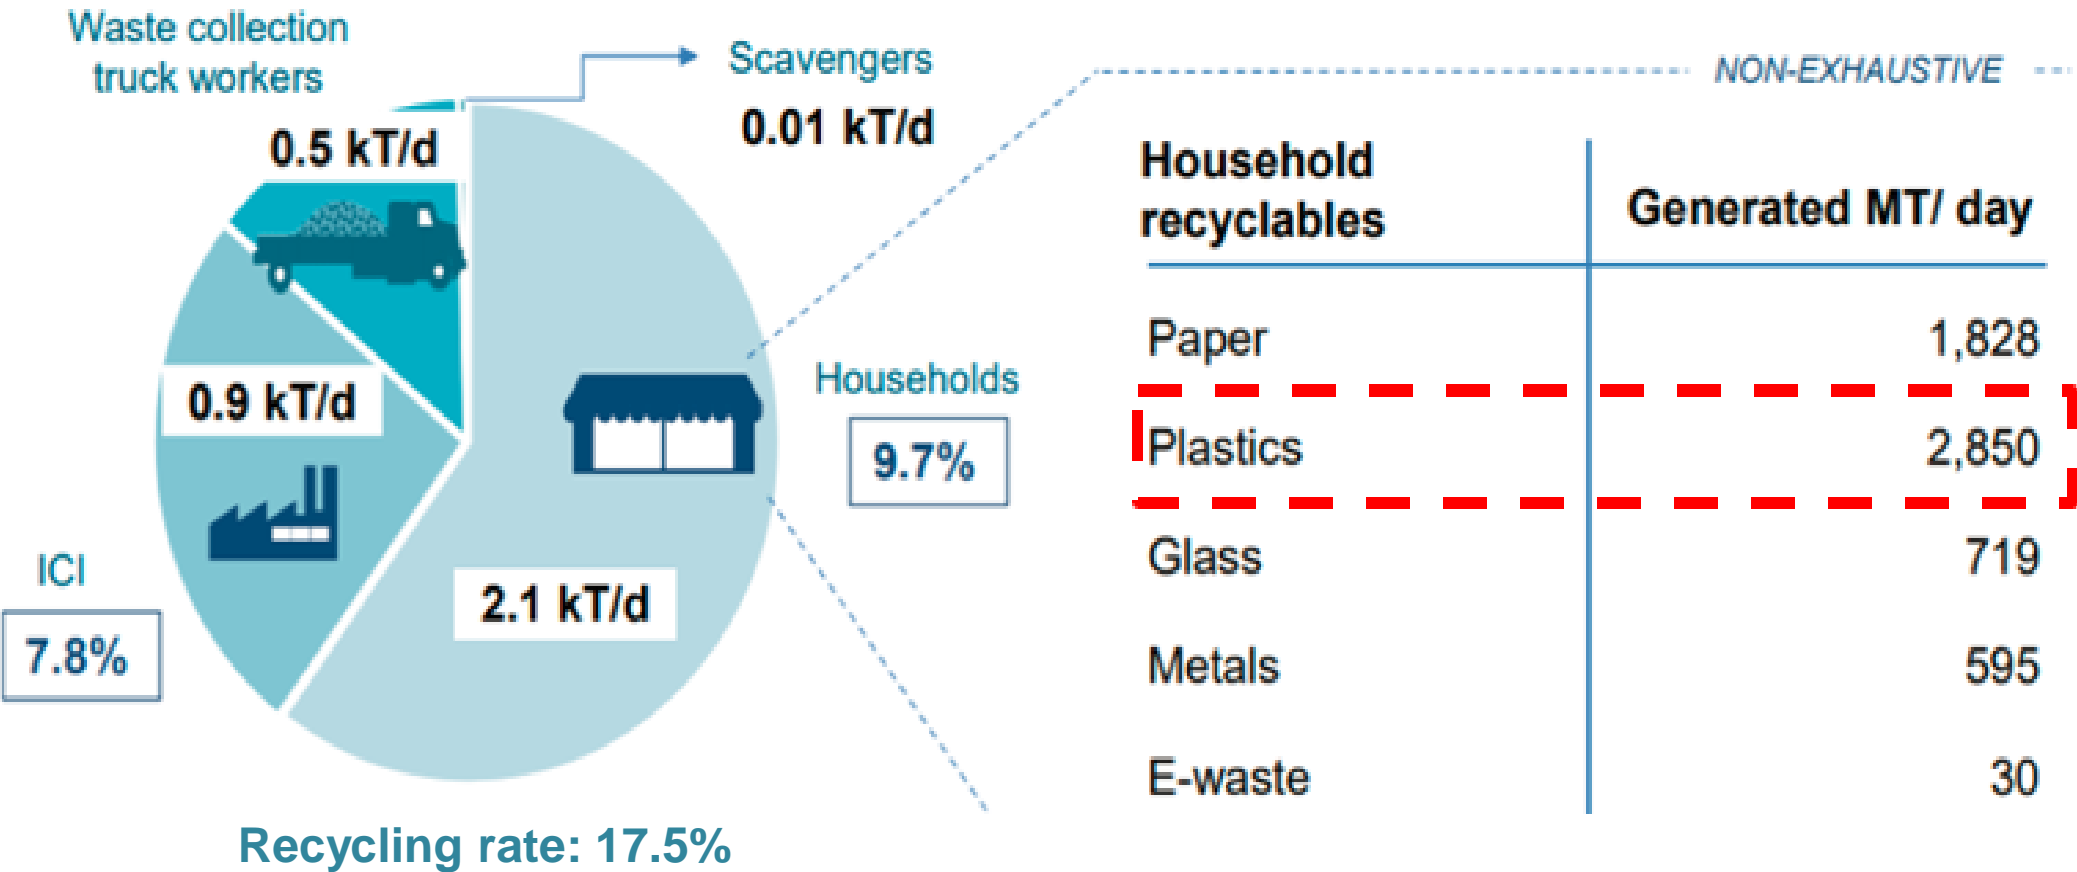 Waste collection
truck workers
0.5 kT/d
Scavengers
0.01 kT/d
0.9 kT/d
ICI
7.8%
2.1 kT/d
Households
9.7%
Recycling rate: 17.5%
NON-EXHAUSTIVE
Household
recyclables
Generated MT/ day
Paper 1,828
Plastics 2,850
Glass 719
Metals 595
E-waste 30